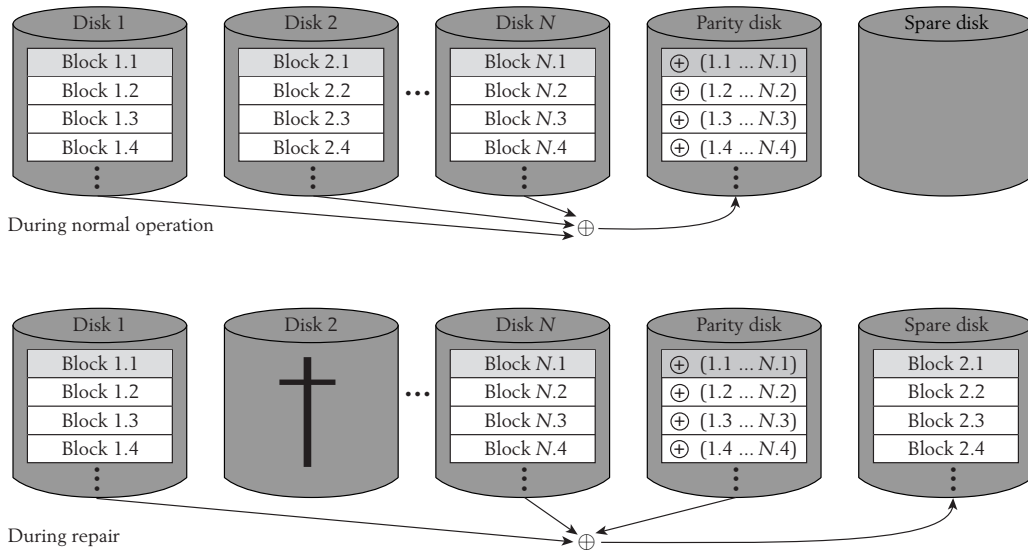 Disk 1 Disk 2 Disk N Parity disk Spare disk
Block 1.1 Block 2.1 Block N.1 ⊕ (1.1 ... N.1)
Block 1.2 Block 2.2 Block N.2 ⊕ (1.2 ... N.2)
Block 1.3 Block 2.3 Block N.3 ⊕ (1.3 ... N.3)
Block 1.4 Block 2.4 Block N.4 ⊕ (1.4 ... N.4)
During normal operation ⊕
Disk 1 Disk 2 Disk N Parity disk Spare disk
Block 1.1 Block N.1 ⊕ (1.1 ... N.1) Block 2.1
Block 1.2 Block N.2 ⊕ (1.2 ... N.2) Block 2.2
Block 1.3 Block N.3 ⊕ (1.3 ... N.3) Block 2.3
Block 1.4 Block N.4 ⊕ (1.4 ... N.4) Block 2.4
During repair ⊕